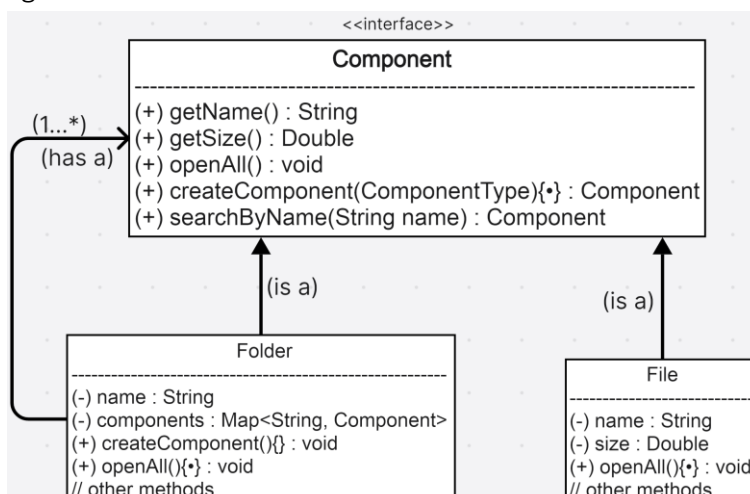 <<interface>>
Component
(+) getName() : String
(+) getSize() : Double
(+) openAll() : void
(+) createComponent(ComponentType){•} : Component
(+) searchByName(String name) : Component
(1...*)
(has a)
(is a)
(is a)
Folder
(-) name : String
(-) components : Map<String, Component>
(+) createComponent(){} : void
(+) openAll(){•} : void
// other methods
File
(-) name : String
(-) size : Double
(+) openAll(){•} : void
// other methods